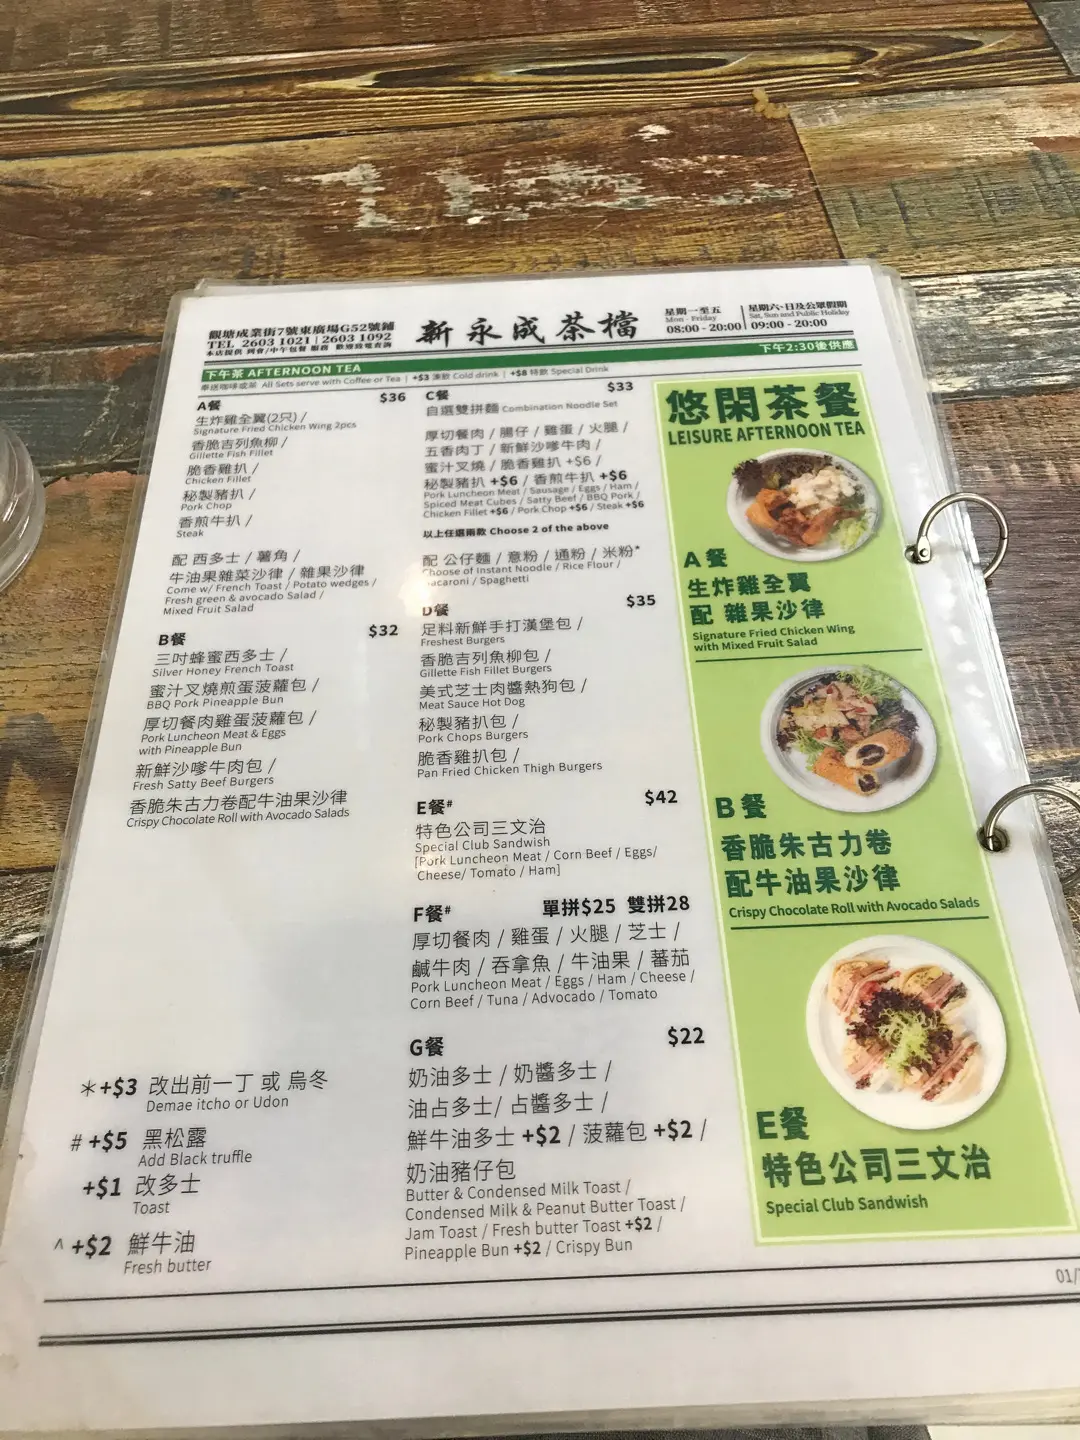 觀塘成業街7號東廣場G52號鋪
TEL 2603 1021 | 2603 1092
本店提供 到會/中午包餐 服務 歡迎致電查詢
新永成茶檔
星期一至五
Mon - Friday
08:00 - 20:00
星期六、日及公眾假期
Sat, Sun and Public Holiday
09:00 - 20:00
下午茶 AFTERNOON TEA
下午2:30後供應
奉送咖啡或茶 All Sets serve with Coffee or Tea | +$3 凍飲 Cold drink | +$8 特飲 Special Drink
A餐 $36
生炸雞全翼(2只) /
Signature Fried Chicken Wing 2pcs
香脆吉列魚柳 /
Gillette Fish Fillet
脆香雞扒 /
Chicken Fillet
秘製豬扒 /
Pork Chop
香煎牛扒 /
Steak
配 西多士 / 薯角 /
牛油果雜菜沙律 / 雜果沙律
Come w/ French Toast / Potato wedges /
Fresh green & avocado Salad /
Mixed Fruit Salad
B餐 $32
三吋蜂蜜西多士 /
Silver Honey French Toast
蜜汁叉燒煎蛋菠蘿包 /
BBQ Pork Pineapple Bun
厚切餐肉雞蛋菠蘿包 /
Pork Luncheon Meat & Eggs
with Pineapple Bun
新鮮沙嗲牛肉包 /
Fresh Satty Beef Burgers
香脆朱古力卷配牛油果沙律
Crispy Chocolate Roll with Avocado Salads
*+$3 改出前一丁 或 烏冬
Demae itcho or Udon
# +$5 黑松露
Add Black truffle
+$1 改多士
Toast
^ +$2 鮮牛油
Fresh butter
C餐 $33
自選雙拼麵 Combination Noodle Set
厚切餐肉 / 腸仔 / 雞蛋 / 火腿 /
五香肉丁 / 新鮮沙嗲牛肉 /
蜜汁叉燒 / 脆香雞扒 +$6 /
秘製豬扒 +$6 / 香煎牛扒 +$6
Pork Luncheon Meat / Sausage / Eggs / Ham /
Spiced Meat Cubes / Satty Beef / BBQ Pork /
Chicken Fillet +$6 / Pork Chop +$6 / Steak +$6
以上任選兩款 Choose 2 of the above
配 公仔麵 / 意粉 / 通粉 / 米粉*
Choose of Instant Noodle / Rice Flour /
Macaroni / Spaghetti
D餐 $35
足料新鮮手打漢堡包 /
Freshest Burgers
香脆吉列魚柳包 /
Gillette Fish Fillet Burgers
美式芝士肉醬熱狗包 /
Meat Sauce Hot Dog
秘製豬扒包 /
Pork Chops Burgers
脆香雞扒包 /
Pan Fried Chicken Thigh Burgers
E餐# $42
特色公司三文治
Special Club Sandwish
[Pork Luncheon Meat / Corn Beef / Eggs/
Cheese/ Tomato / Ham]
F餐# 單拼$25 雙拼28
厚切餐肉 / 雞蛋 / 火腿 / 芝士 /
鹹牛肉 / 吞拿魚 / 牛油果 / 蕃茄
Pork Luncheon Meat / Eggs / Ham / Cheese /
Corn Beef / Tuna / Advocado / Tomato
G餐 $22
奶油多士 / 奶醬多士 /
油占多士/ 占醬多士 /
鮮牛油多士 +$2 / 菠蘿包 +$2 /
奶油豬仔包
Butter & Condensed Milk Toast /
Condensed Milk & Peanut Butter Toast /
Jam Toast / Fresh butter Toast +$2 /
Pineapple Bun +$2 / Crispy Bun
悠閑茶餐
LEISURE AFTERNOON TEA
A餐
生炸雞全翼
配 雜果沙律
Signature Fried Chicken Wing
with Mixed Fruit Salad
B餐
香脆朱古力卷
配牛油果沙律
Crispy Chocolate Roll with Avocado Salads
E餐
特色公司三文治
Special Club Sandwish
01/